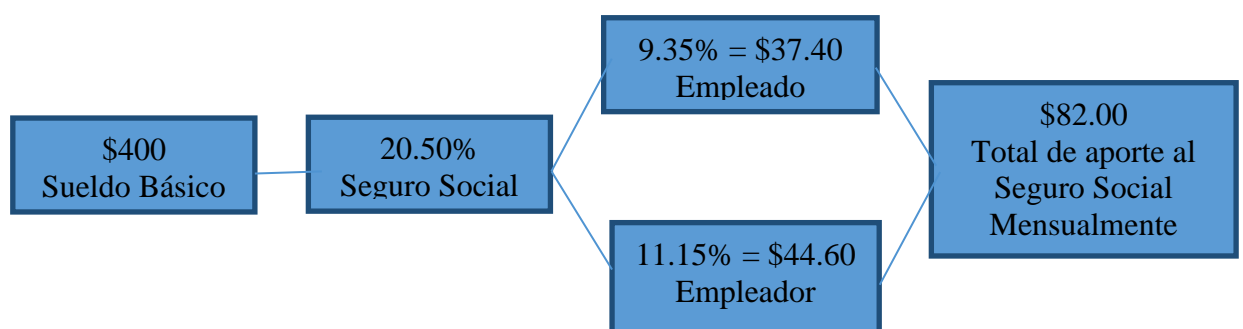 $400
Sueldo Básico
20.50%
Seguro Social
9.35% = $37.40
Empleado
11.15% = $44.60
Empleador
$82.00
Total de aporte al
Seguro Social
Mensualmente